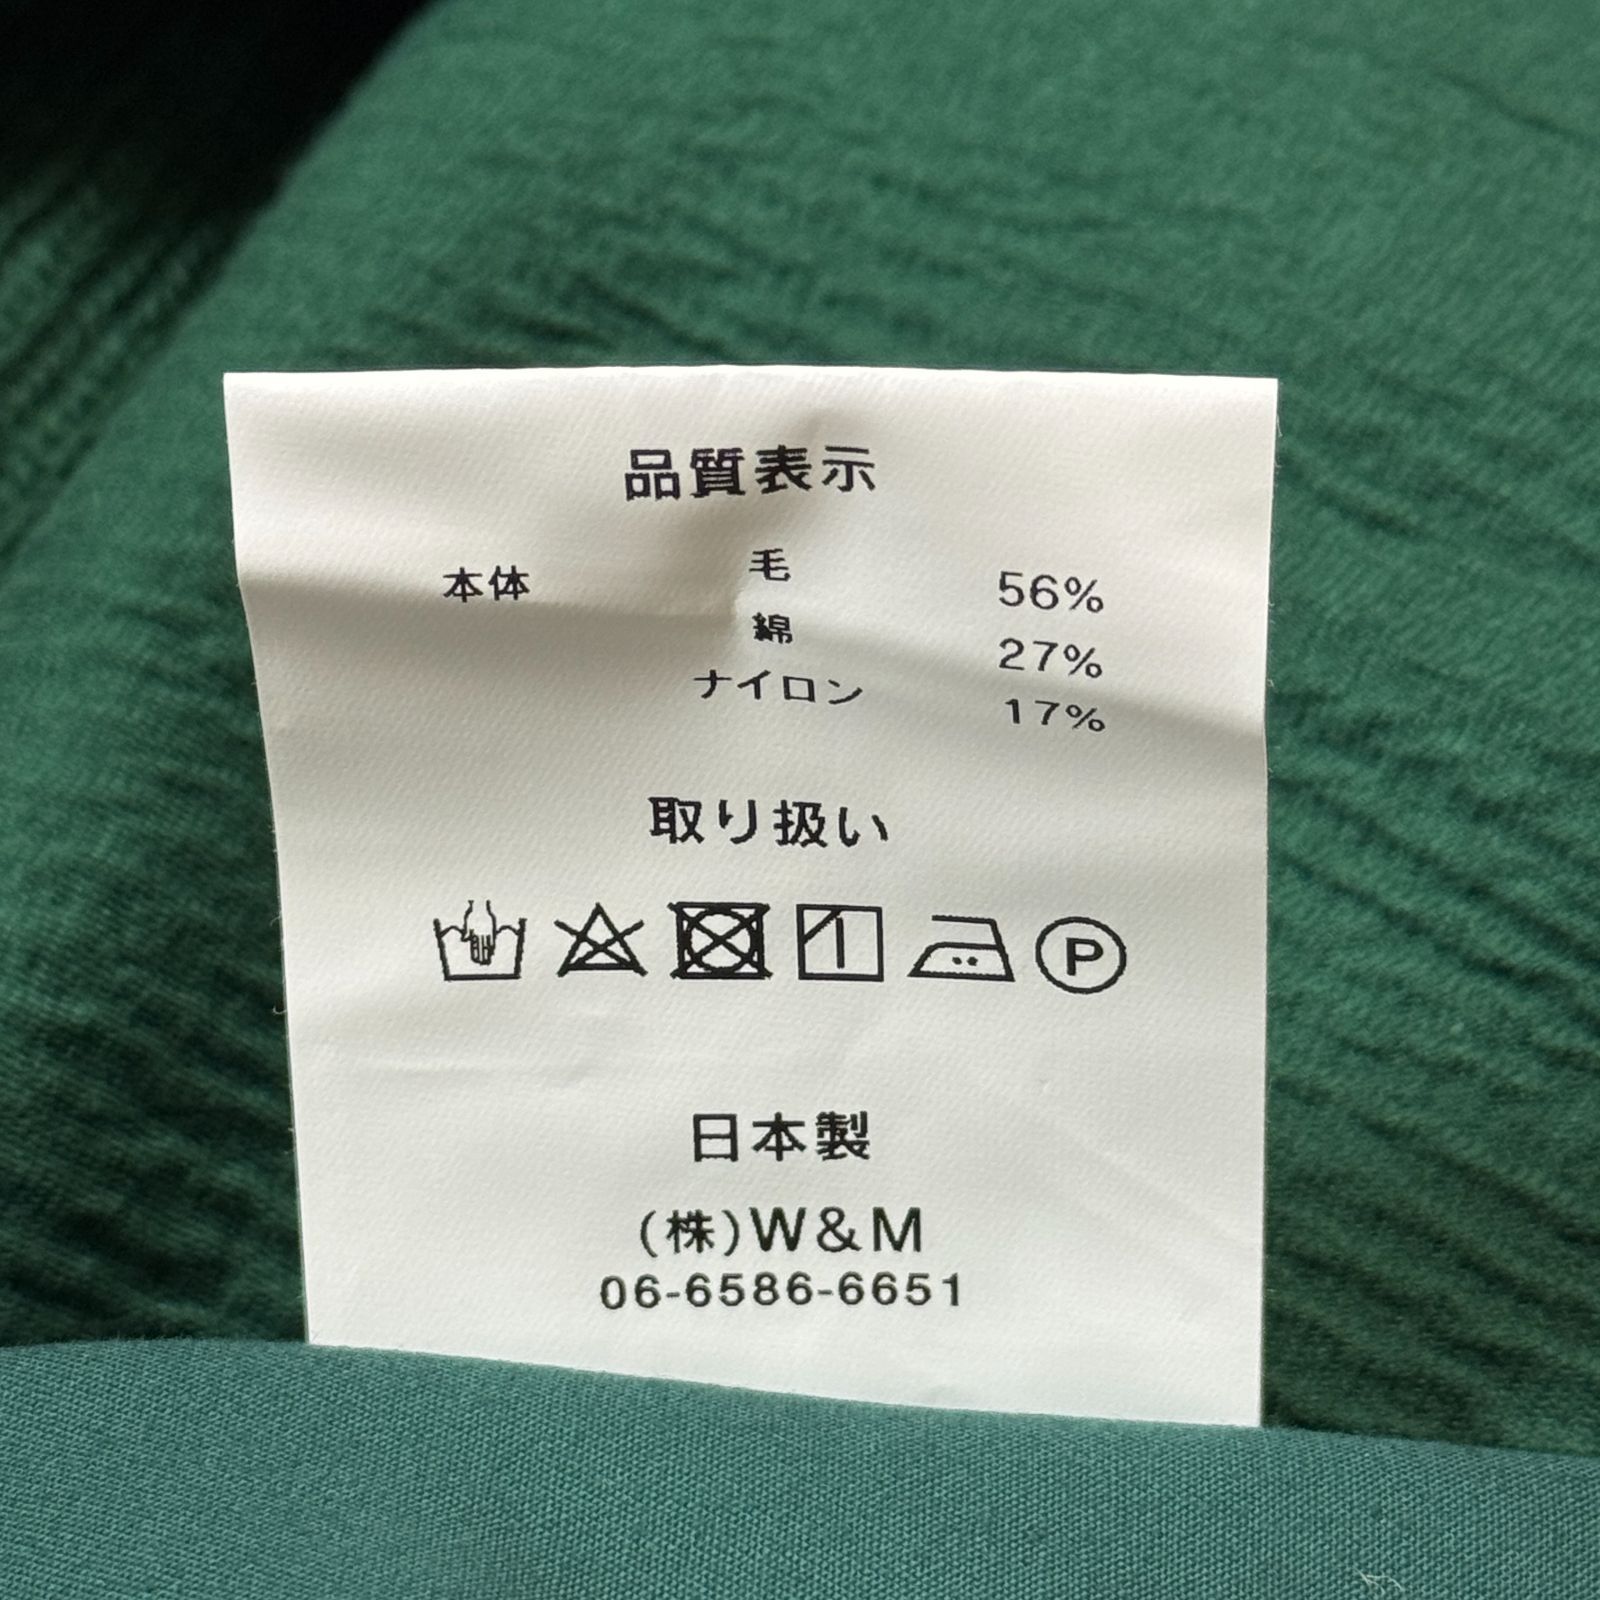 品質表示
本体 毛 56%
綿 27%
ナイロン 17%
取り扱い
P
日本製
(株)W&M
06-6586-6651